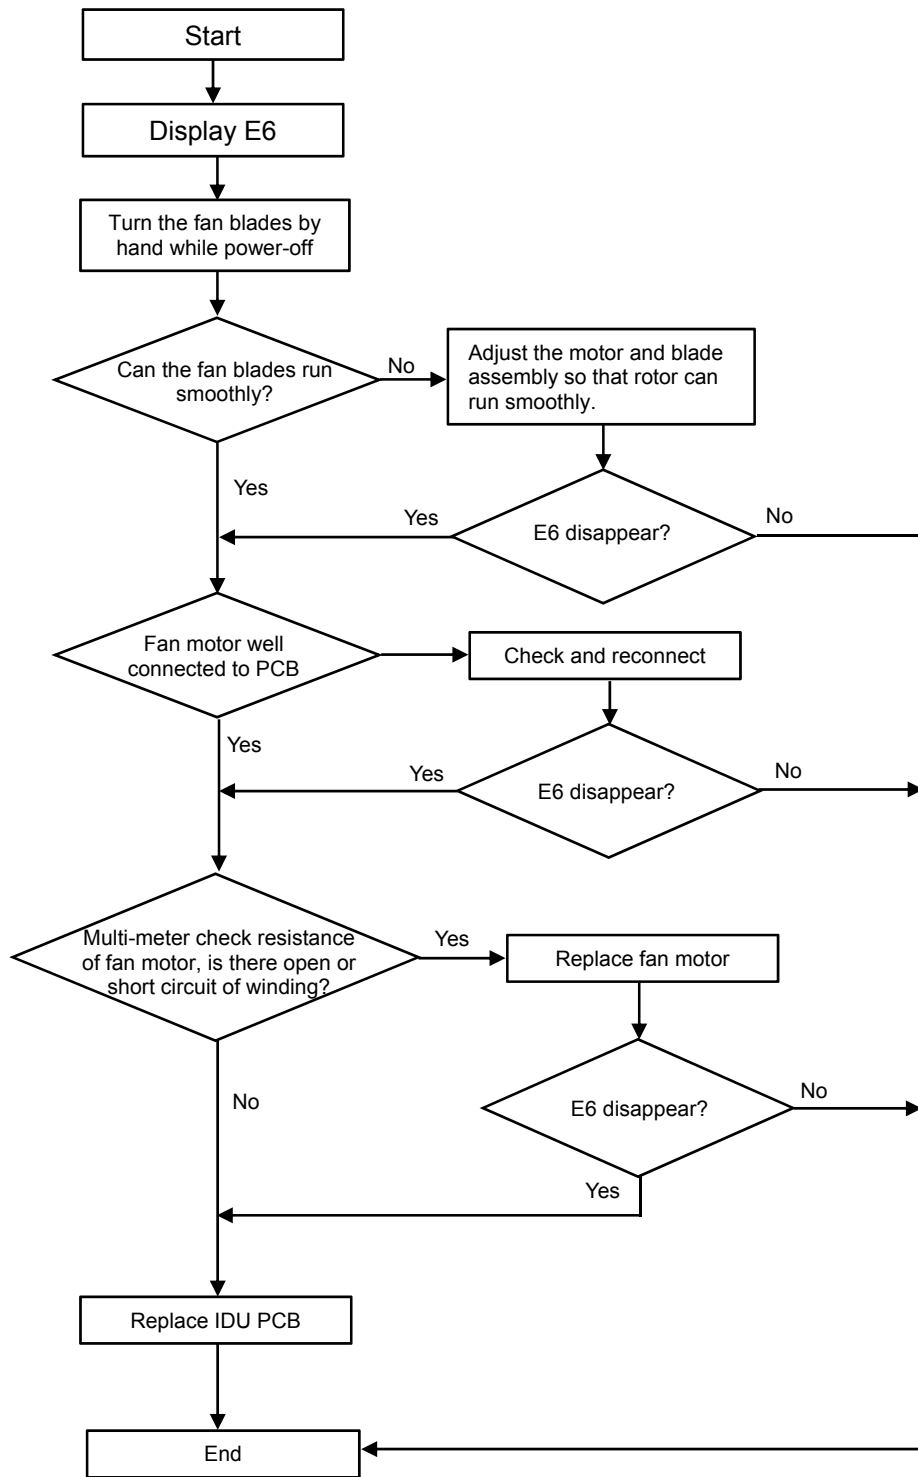 Start
Display E6
Turn the fan blades by
hand while power-off
Can the fan blades run
smoothly?
No
Adjust the motor and blade
assembly so that rotor can
run smoothly.
Yes
Yes
E6 disappear?
No
Fan motor well
connected to PCB
Check and reconnect
Yes
Yes
E6 disappear?
No
Multi-meter check resistance
of fan motor, is there open or
short circuit of winding?
Yes
Replace fan motor
No
E6 disappear?
No
Yes
Replace IDU PCB
End